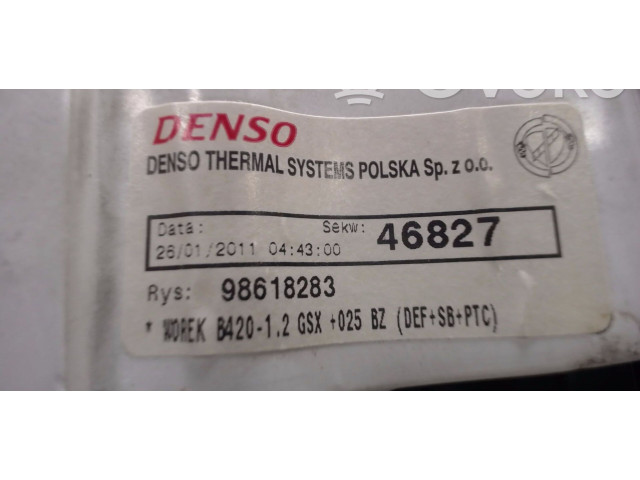 DENSO
DENSO THERMAL SYSTEMS POLSKA Sp. z o.o.
Data: Sekw: 46827
26/01/2011 04:43:00
Rys: 98618283
* WOREK B420-1.2 GSX +025 BZ (DEF+SB+PTC)